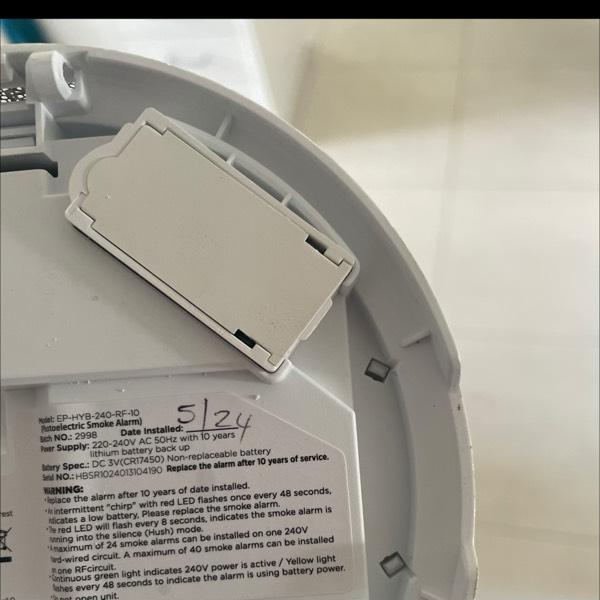 Model: EP-HYB-240-RF-10
(Photoelectric Smoke Alarm)
Batch NO.: 2998 Date Installed: 5/24
Power Supply: 220-240V AC 50Hz with 10 years
lithium battery back up
Battery Spec.: DC 3V(CR17450) Non-replaceable battery
Serial NO.: HBSR1024013104190 Replace the alarm after 10 years of service.
WARNING:
•Replace the alarm after 10 years of date installed.
•An intermittent "chirp" with red LED flashes once every 48 seconds,
indicates a low battery, Please replace the smoke alarm.
•The red LED will flash every 8 seconds, indicates the smoke alarm is
running into the silence (Hush) mode.
•A maximum of 24 smoke alarms can be installed on one 240V
hard-wired circuit. A maximum of 40 smoke alarms can be installed
on one RFcircuit.
•Continuous green light indicates 240V power is active / Yellow light
flashes every 48 seconds to indicate the alarm is using battery power.
•Do not open unit.